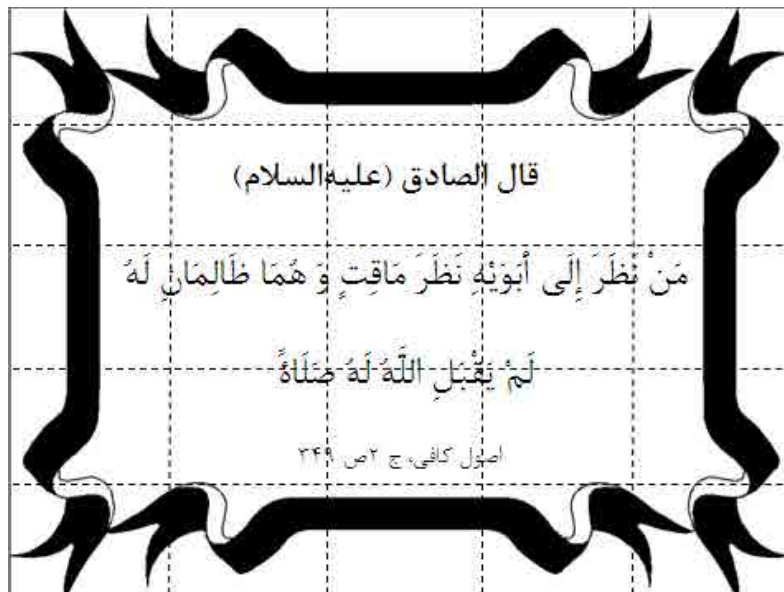 قال الصادق (علیه‌السلام)
مَنْ نَظَرَ إِلَى أَبَوَيْهِ نَظَرَ مَاقِتٍ وَ هُمَا ظَالِمَانِ لَهُ
لَمْ يَقْبَلِ اللَّهُ لَهُ صَلَاةً
اصول کافی، ج ۲ص ۳۴۹